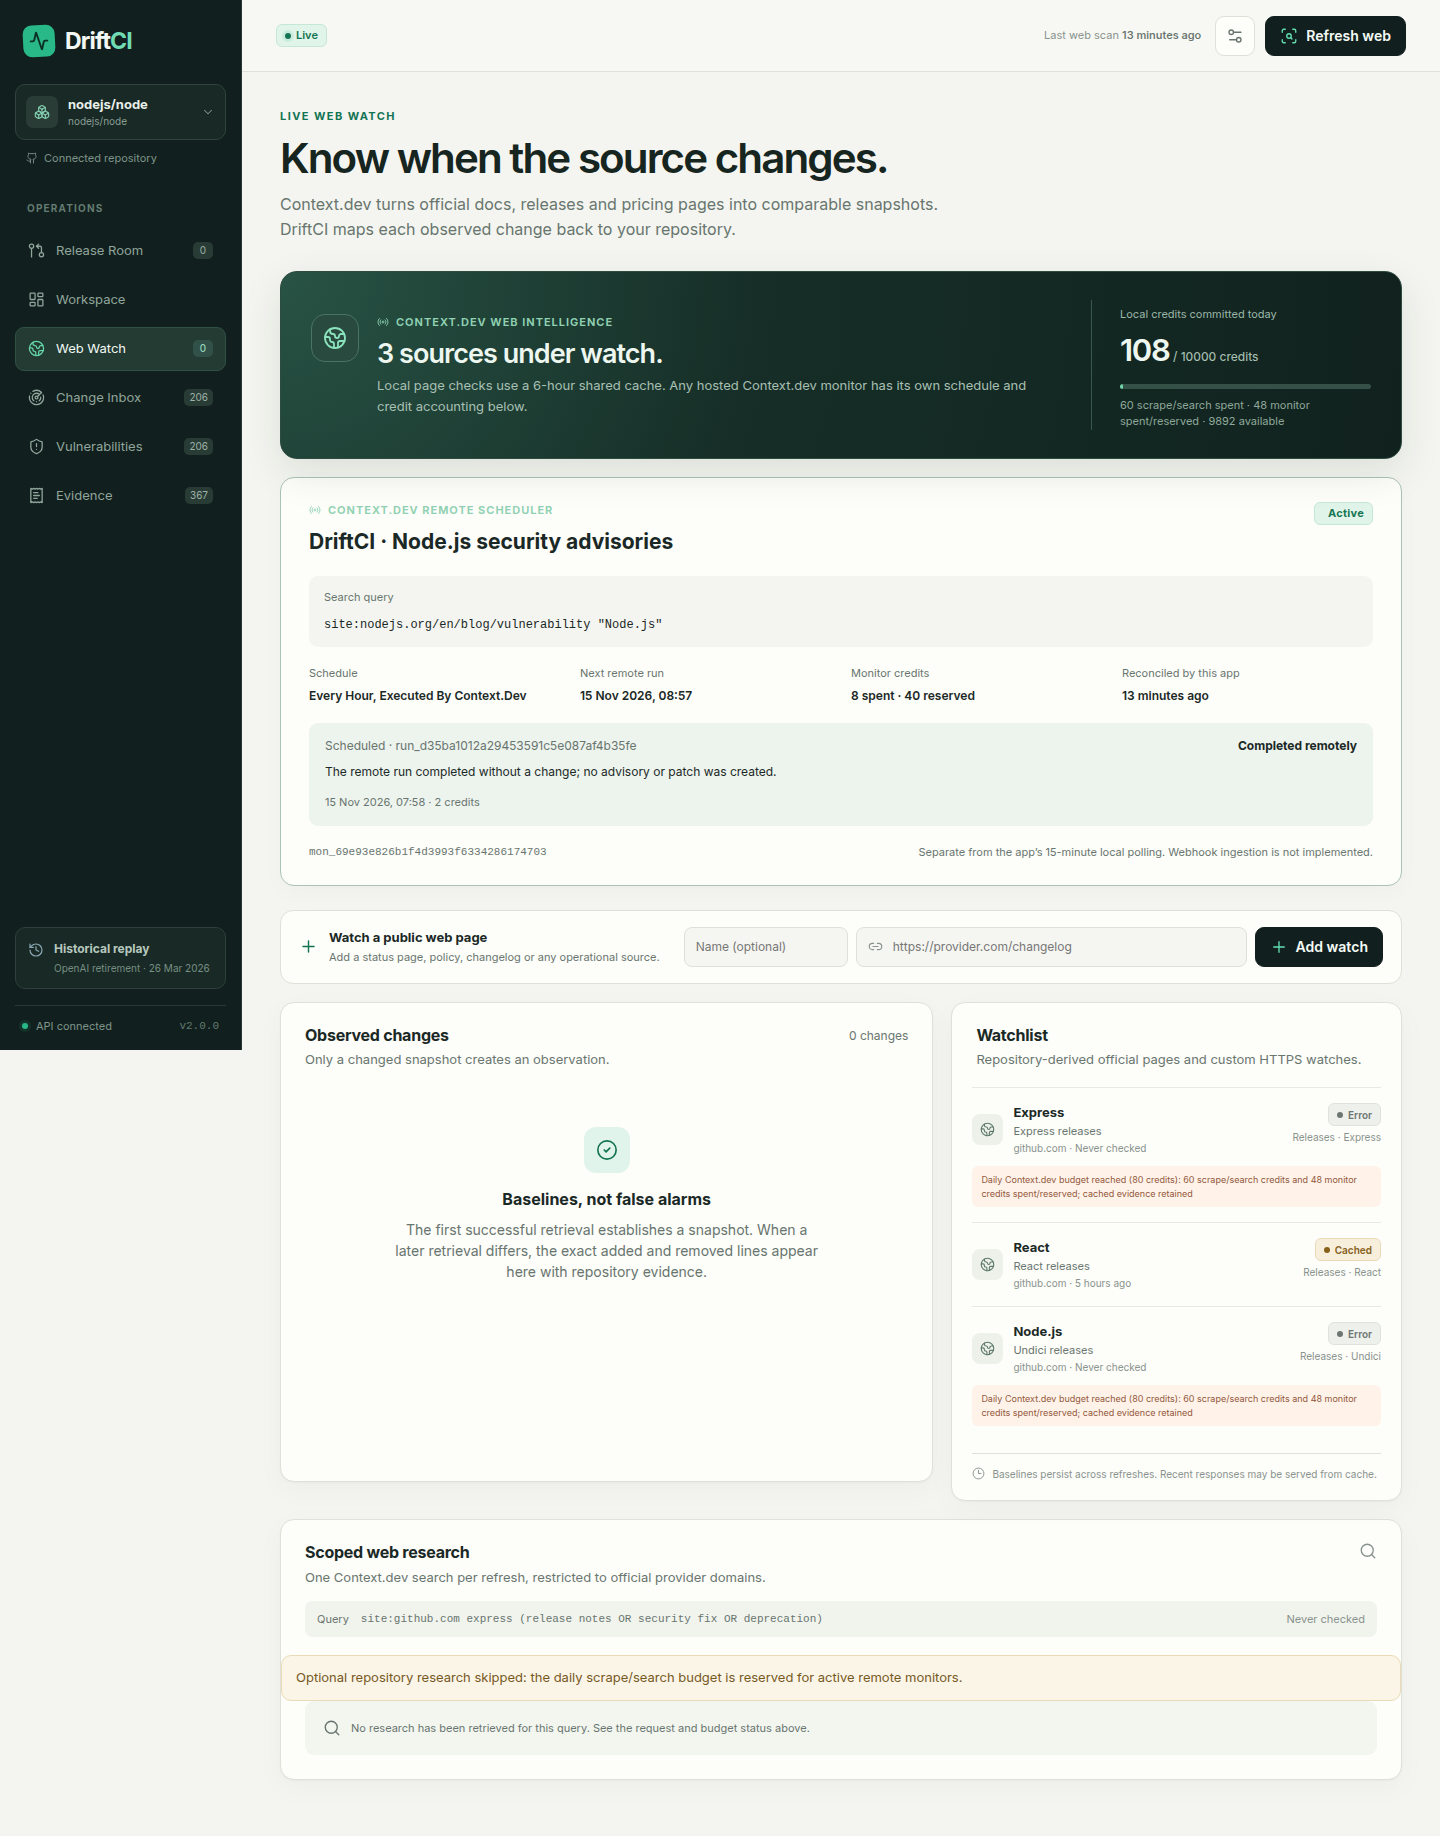 DriftCI
nodejs/node
nodejs/node
Connected repository
OPERATIONS
Release Room 0
Workspace
Web Watch 0
Change Inbox 206
Vulnerabilities 206
Evidence 367
Historical replay
OpenAI retirement · 26 Mar 2026
API connected v2.0.0
Live
Last web scan 13 minutes ago
Refresh web
LIVE WEB WATCH
Know when the source changes.
Context.dev turns official docs, releases and pricing pages into comparable snapshots.
DriftCI maps each observed change back to your repository.
CONTEXT.DEV WEB INTELLIGENCE
3 sources under watch.
Local page checks use a 6-hour shared cache. Any hosted Context.dev monitor has its own schedule and
credit accounting below.
Local credits committed today
108 / 10000 credits
60 scrape/search spent · 48 monitor
spent/reserved · 9892 available
CONTEXT.DEV REMOTE SCHEDULER
Active
DriftCI · Node.js security advisories
Search query
site:nodejs.org/en/blog/vulnerability "Node.js"
Schedule
Every Hour, Executed By Context.Dev
Next remote run
15 Nov 2026, 08:57
Monitor credits
8 spent · 40 reserved
Reconciled by this app
13 minutes ago
Scheduled · run_d35ba1012a29453591c5e087af4b35fe
Completed remotely
The remote run completed without a change; no advisory or patch was created.
15 Nov 2026, 07:58 · 2 credits
mon_69e93e826b1f4d3993f6334286174703
Separate from the app's 15-minute local polling. Webhook ingestion is not implemented.
Watch a public web page
Add a status page, policy, changelog or any operational source.
Name (optional)
https://provider.com/changelog
Add watch
Observed changes
0 changes
Only a changed snapshot creates an observation.
Baselines, not false alarms
The first successful retrieval establishes a snapshot. When a
later retrieval differs, the exact added and removed lines appear
here with repository evidence.
Watchlist
Repository-derived official pages and custom HTTPS watches.
Express
Express releases
github.com · Never checked
Error
Releases · Express
Daily Context.dev budget reached (80 credits): 60 scrape/search credits and 48 monitor
credits spent/reserved; cached evidence retained
React
React releases
github.com · 5 hours ago
Cached
Releases · React
Node.js
Undici releases
github.com · Never checked
Error
Releases · Undici
Daily Context.dev budget reached (80 credits): 60 scrape/search credits and 48 monitor
credits spent/reserved; cached evidence retained
Baselines persist across refreshes. Recent responses may be served from cache.
Scoped web research
One Context.dev search per refresh, restricted to official provider domains.
Query site:github.com express (release notes OR security fix OR deprecation)
Never checked
Optional repository research skipped: the daily scrape/search budget is reserved for active remote monitors.
No research has been retrieved for this query. See the request and budget status above.